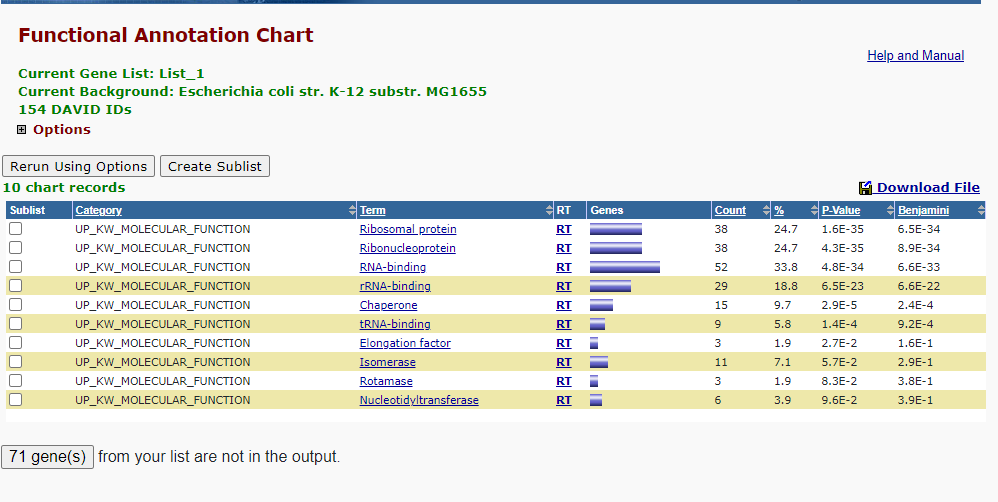 Functional Annotation Chart
Help and Manual
Current Gene List: List_1
Current Background: Escherichia coli str. K-12 substr. MG1655
154 DAVID IDs
Options
Rerun Using Options Create Sublist
10 chart records Download File
Sublist Category Term RT Genes Count % P-Value Benjamini
UP_KW_MOLECULAR_FUNCTION Ribosomal protein RT 38 24.7 1.6E-35 6.5E-34
UP_KW_MOLECULAR_FUNCTION Ribonucleoprotein RT 38 24.7 4.3E-35 8.9E-34
UP_KW_MOLECULAR_FUNCTION RNA-binding RT 52 33.8 4.8E-34 6.6E-33
UP_KW_MOLECULAR_FUNCTION rRNA-binding RT 29 18.8 6.5E-23 6.6E-22
UP_KW_MOLECULAR_FUNCTION Chaperone RT 15 9.7 2.9E-5 2.4E-4
UP_KW_MOLECULAR_FUNCTION tRNA-binding RT 9 5.8 1.4E-4 9.2E-4
UP_KW_MOLECULAR_FUNCTION Elongation factor RT 3 1.9 2.7E-2 1.6E-1
UP_KW_MOLECULAR_FUNCTION Isomerase RT 11 7.1 5.7E-2 2.9E-1
UP_KW_MOLECULAR_FUNCTION Rotamase RT 3 1.9 8.3E-2 3.8E-1
UP_KW_MOLECULAR_FUNCTION Nucleotidyltransferase RT 6 3.9 9.6E-2 3.9E-1
71 gene(s) from your list are not in the output.